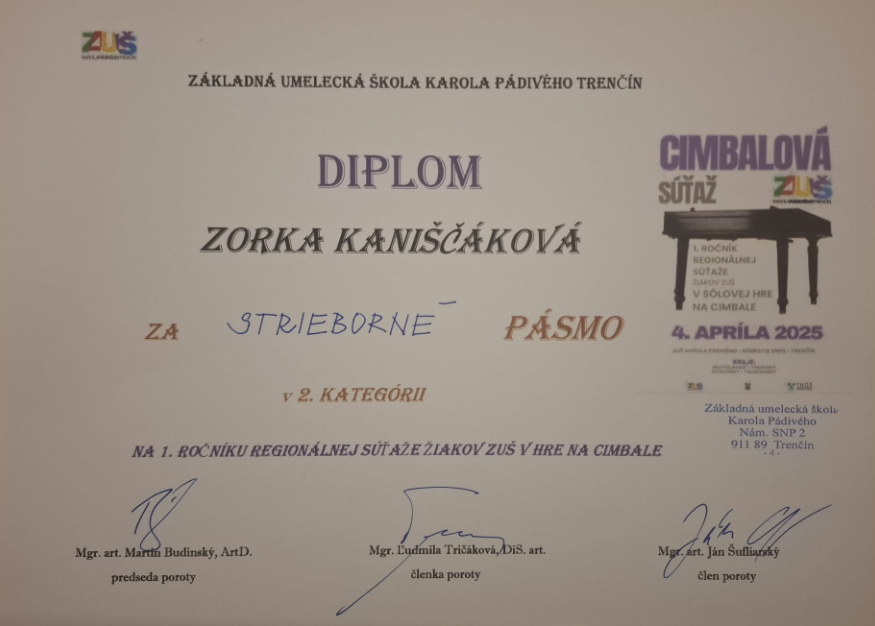 ZUŠ
ZÁKLADNÁ UMELECKÁ ŠKOLA KAROLA PÁDIVÉHO TRENČÍN
DIPLOM
ZORKA KANIŠČÁKOVÁ
ZA STRIEBORNÉ PÁSMO
v 2. KATEGÓRII
NA 1. ROČNÍKU REGIONÁLNEJ SÚŤAŽE ŽIAKOV ZUŠ V HRE NA CIMBALE
CIMBALOVÁ
SÚŤAŽ
ZUŠ
1. ROČNÍK
REGIONÁLNEJ
SÚŤAŽE
ŽIAKOV ZUŠ
V SÓLOVEJ HRE
NA CIMBALE
4. APRÍLA 2025
Základná umelecká škola
Karola Pádivého
Nám. SNP 2
911 89 Trenčín
Mgr. art. Martin Budinský, ArtD.
predseda poroty
Mgr. art. Ľudmila Tričáková, DiS. art.
členka poroty
Mgr. art. Ján Šufliarský
člen poroty